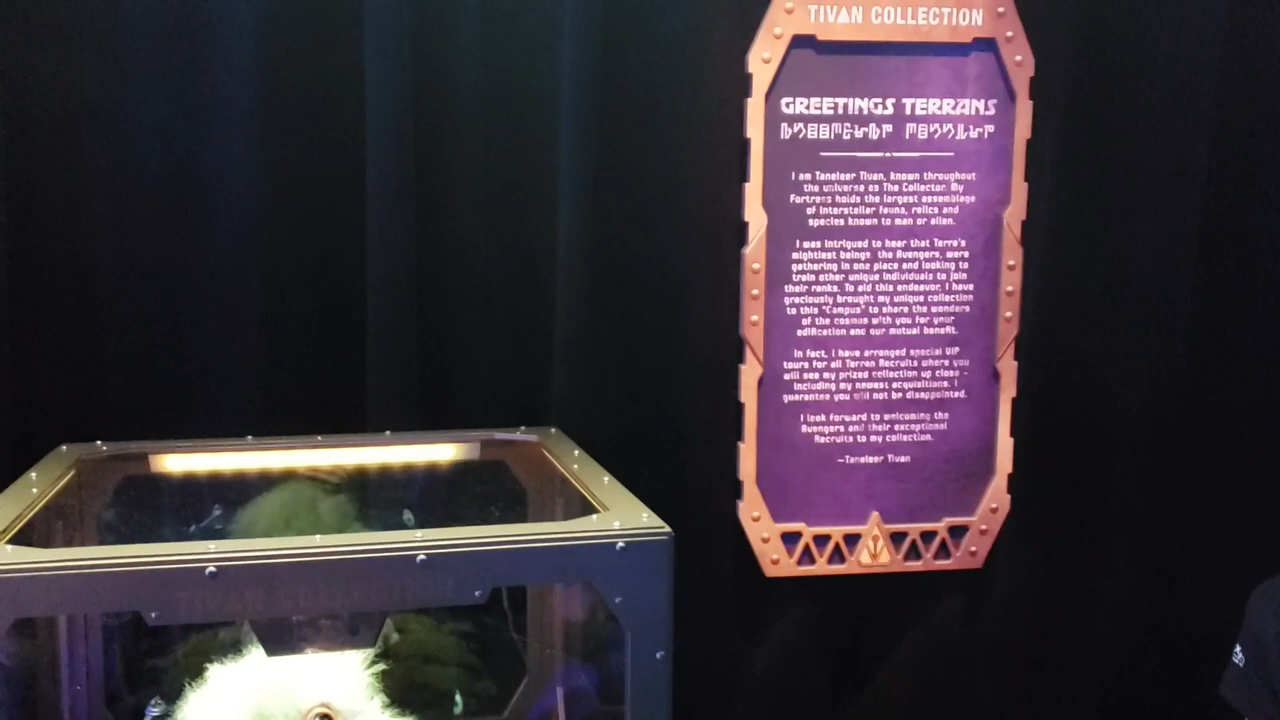 TIVAN COLLECTION
GREETINGS TERRANS
I am Taneleer Tivan, known throughout
the universe as The Collector. My
Fortress holds the largest assemblage
of interstellar fauna, relics and
species known to man or alien.
I was intrigued to hear that Terra's
mightiest beings, the Avengers, were
gathering in one place and looking to
train other unique individuals to join
their ranks. To aid this endeavor, I have
graciously brought my unique collection
to this "Campus" to share the wonders
of the cosmos with you for your
edification and our mutual benefit.
In fact, I have arranged special VIP
tours for all Terran Recruits where you
will see my prized collection up close -
including my newest acquisitions. I
guarantee you will not be disappointed.
I look forward to welcoming the
Avengers and their exceptional
Recruits to my collection.
—Taneleer Tivan
TIVAN COLLECTION